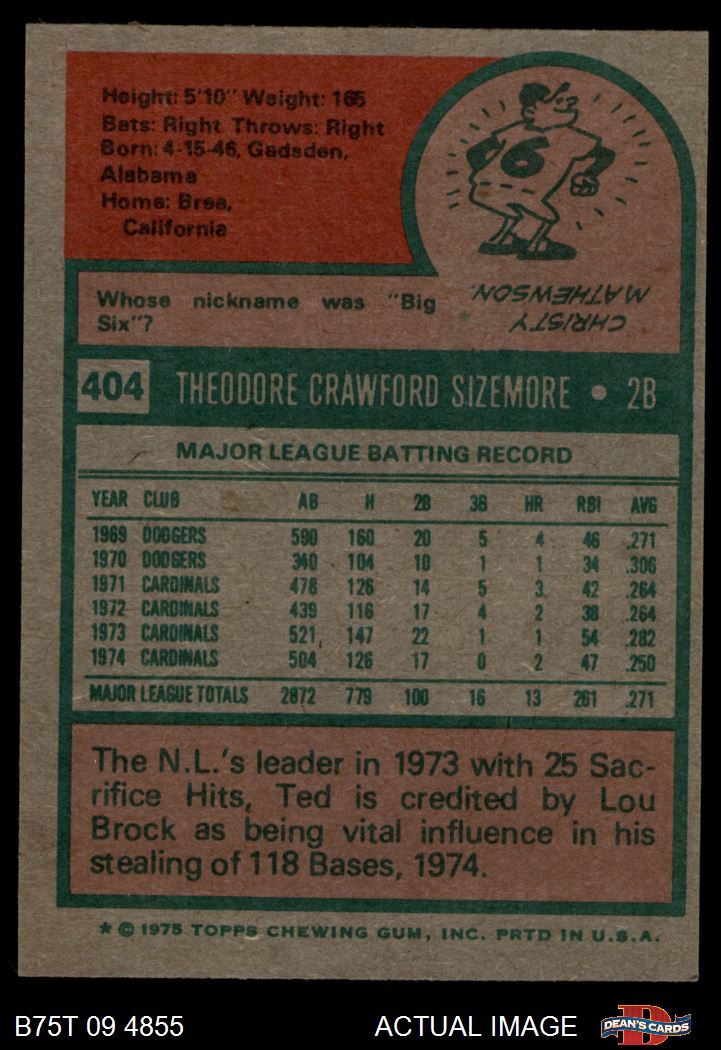 Height: 5'10" Weight: 165
Bats: Right Throws: Right
Born: 4-15-46, Gadsden,
Alabama
Home: Brea,
California
6
Whose nickname was "Big
Six"?
CHRISTY
MATHEWSON.
404 THEODORE CRAWFORD SIZEMORE • 2B
MAJOR LEAGUE BATTING RECORD
YEAR CLUB AB H 2B 3B HR RBI AVG
1969 DODGERS 590 160 20 5 4 46 .271
1970 DODGERS 340 104 10 1 1 34 .306
1971 CARDINALS 478 126 14 5 3 42 .264
1972 CARDINALS 439 116 17 4 2 38 .264
1973 CARDINALS 521 147 22 1 1 54 .282
1974 CARDINALS 504 126 17 0 2 47 .250
MAJOR LEAGUE TOTALS 2872 779 100 16 13 261 .271
The N.L.'s leader in 1973 with 25 Sac-
rifice Hits, Ted is credited by Lou
Brock as being vital influence in his
stealing of 118 Bases, 1974.
* © 1975 TOPPS CHEWING GUM, INC. PRTD IN U.S.A.
B75T 09 4855 ACTUAL IMAGE DEAN'S CARDS